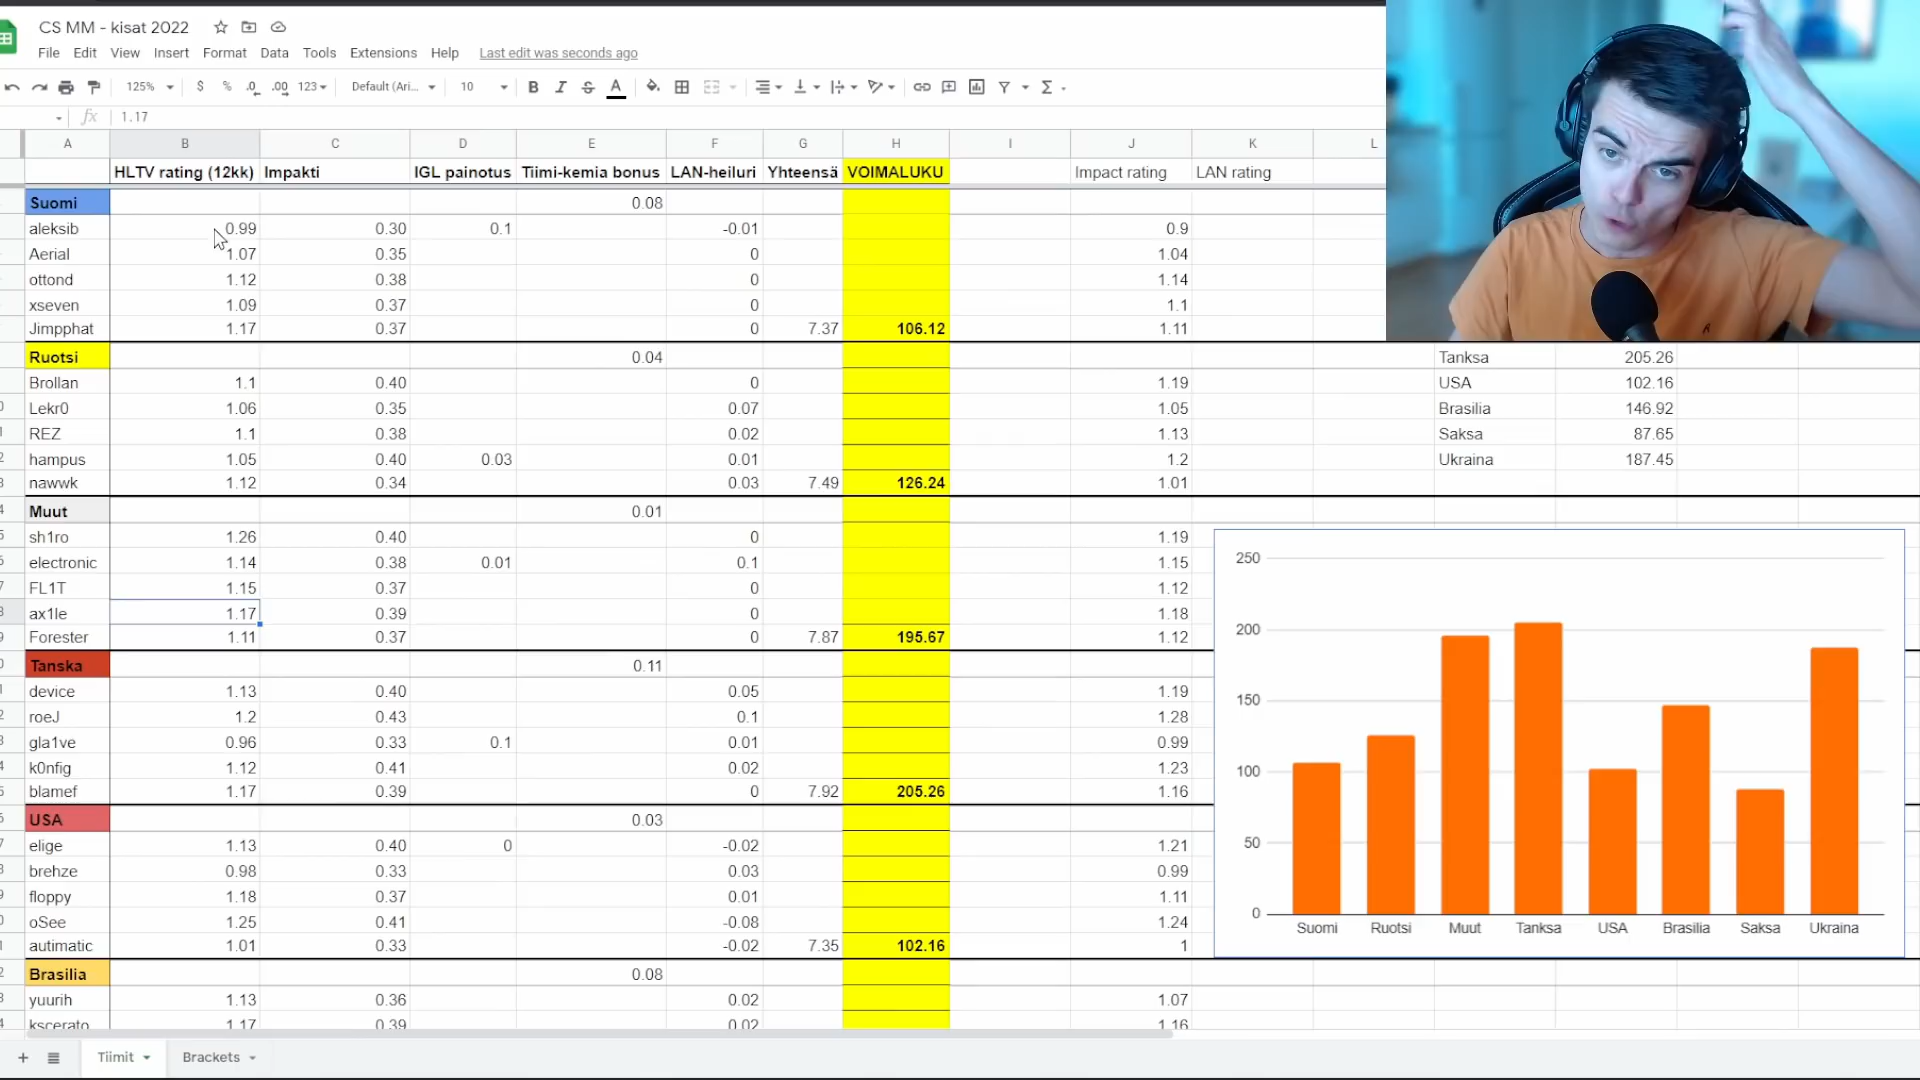 CS MM - kisat 2022
File Edit View Insert Format Data Tools Extensions Help Last edit was seconds ago
125% $ % .0 .00 123 Default (Ari... 10 B I S A
fx 1.17
A B C D E F G H I J K L
HLTV rating (12kk) Impakti IGL painotus Tiimi-kemia bonus LAN-heiluri Yhteensä VOIMALUKU Impact rating LAN rating
Suomi 0.08
aleksib 0.99 0.30 0.1 -0.01 0.9
Aerial 1.07 0.35 0 1.04
ottond 1.12 0.38 0 1.14
xseven 1.09 0.37 0 1.1
Jimpphat 1.17 0.37 0 7.37 106.12 1.11
Ruotsi 0.04 Tanksa 205.26
Brollan 1.1 0.40 0 1.19 USA 102.16
Lekr0 1.06 0.35 0.07 1.05 Brasilia 146.92
REZ 1.1 0.38 0.02 1.13 Saksa 87.65
hampus 1.05 0.40 0.03 0.01 1.2 Ukraina 187.45
nawwk 1.12 0.34 0.03 7.49 126.24 1.01
Muut 0.01
sh1ro 1.26 0.40 0 1.19
electronic 1.14 0.38 0.01 0.1 1.15
FL1T 1.15 0.37 0 1.12
ax1le 1.17 0.39 0 1.18
Forester 1.11 0.37 0 7.87 195.67 1.12
Tanska 0.11
device 1.13 0.40 0.05 1.19
roeJ 1.2 0.43 0.1 1.28
gla1ve 0.96 0.33 0.1 0.01 0.99
k0nfig 1.12 0.41 0.02 1.23
blamef 1.17 0.39 0 7.92 205.26 1.16
USA 0.03
elige 1.13 0.40 0 -0.02 1.21
brehze 0.98 0.33 0.03 0.99
floppy 1.18 0.37 0.01 1.11
oSee 1.25 0.41 -0.08 1.24
autimatic 1.01 0.33 -0.02 7.35 102.16 1
Brasilia 0.08
yuurih 1.13 0.36 0.02 1.07
kscerato 1.17 0.39 0.02 1.16
250
200
150
100
50
0
Suomi Ruotsi Muut Tanksa USA Brasilia Saksa Ukraina
+ Tiimit Brackets